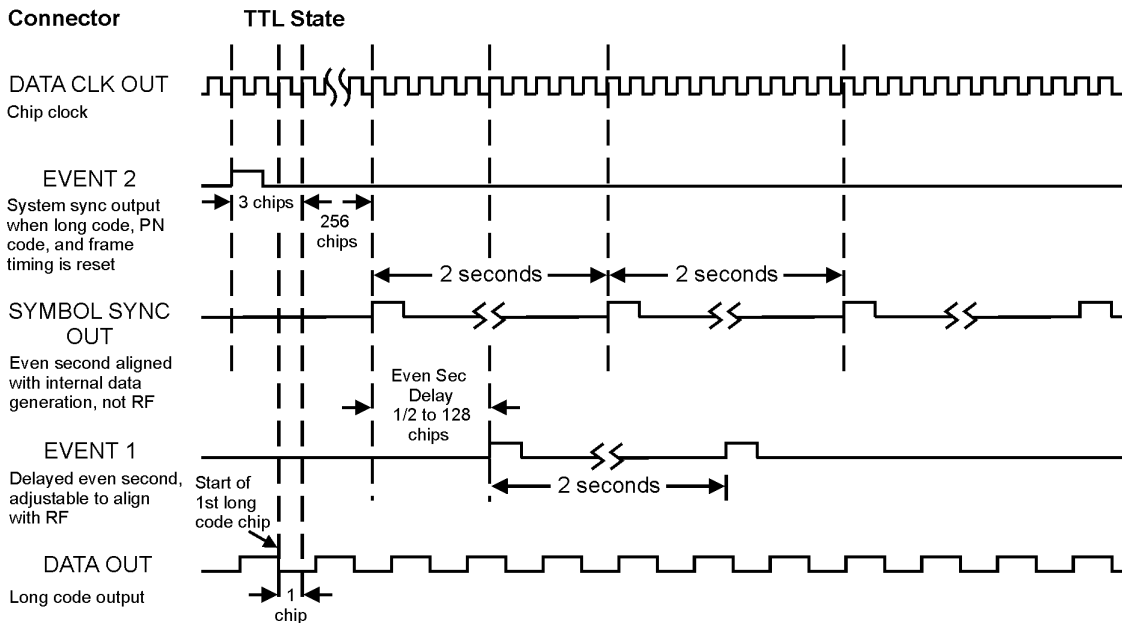 Connector
TTL State
DATA CLK OUT
Chip clock
EVENT 2
System sync output
when long code, PN
code, and frame
timing is reset
3 chips
256
chips
2 seconds
2 seconds
SYMBOL SYNC
OUT
Even second aligned
with internal data
generation, not RF
Even Sec
Delay
1/2 to 128
chips
EVENT 1
Delayed even second,
adjustable to align
with RF
2 seconds
Start of
1st long
code chip
DATA OUT
Long code output
1
chip